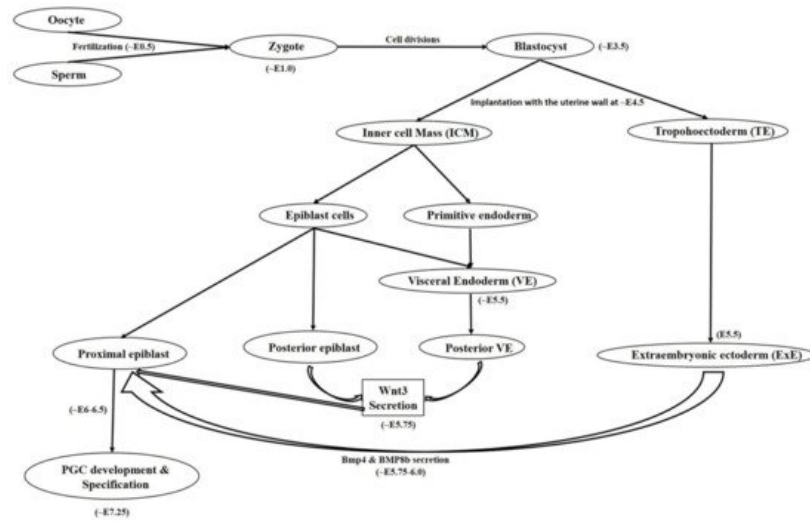 Oocyte
Fertilization (~E0.5)
Sperm
Zygote
(~E1.0)
Cell divisions
Blastocyst
(~E3.5)
Implantation with the uterine wall at ~E4.5
Inner cell Mass (ICM)
Tropohoectoderm (TE)
Epiblast cells
Primitive endoderm
Visceral Endoderm (VE)
(~E5.5)
Proximal epiblast
Posterior epiblast
Posterior VE
(E5.5)
Extraembryonic ectoderm (ExE)
Wnt3
Secretion
(~E5.75)
(~E6-6.5)
Bmp4 & BMP8b secretion
(~E5.75-6.0)
PGC development &
Specification
(~E7.25)